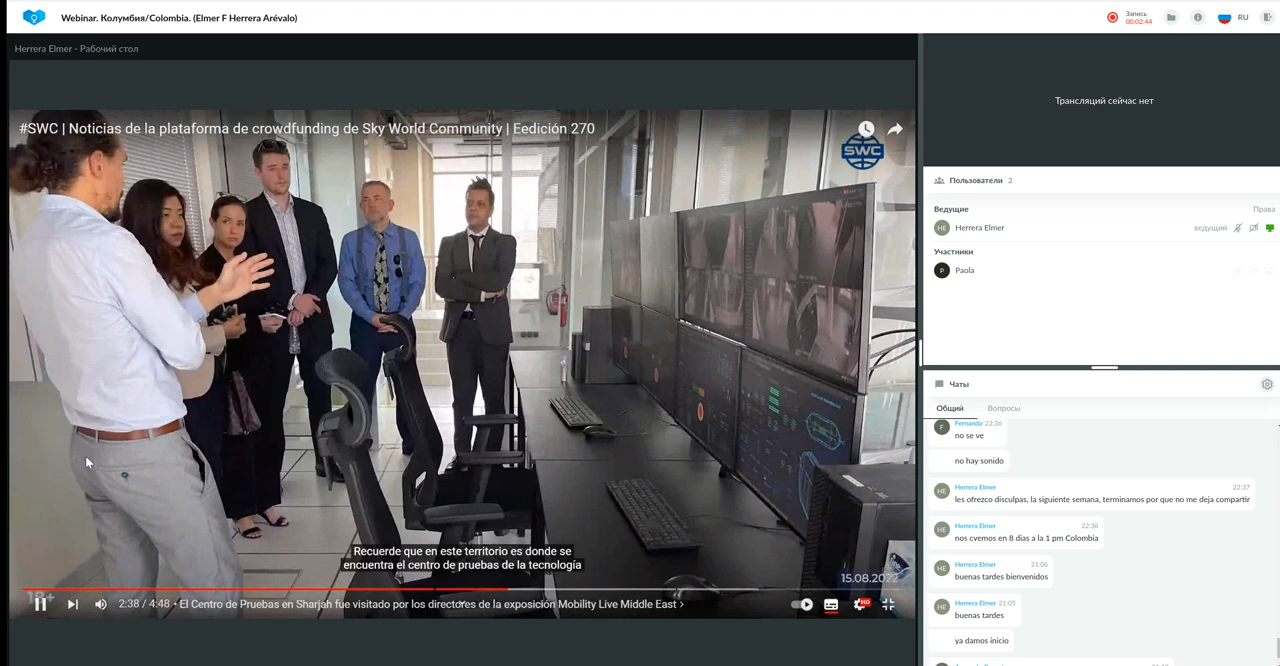 Webinar. Колумбия/Colombia. (Elmer F Herrera Arévalo)
Запись
00:02:44
RU
Herrera Elmer - Рабочий стол
#SWC | Noticias de la plataforma de crowdfunding de Sky World Community | Eedición 270
SWC
Recuerde que en este territorio es donde se
encuentra el centro de pruebas de la tecnología
15.08.2022
18+
2:38 / 4:48 • El Centro de Pruebas en Sharjah fue visitado por los directores de la exposición Mobility Live Middle East >
HD
Трансляций сейчас нет
Пользователи 2
Ведущие Права
HE Herrera Elmer ведущий
Участники
P Paola
Чаты
Общий Вопросы
F Fernanda 22:36
no se ve
no hay sonido
HE Herrera Elmer 22:37
les ofrezco disculpas, la siguiente semana, terminamos por que no me deja compartir
HE Herrera Elmer 22:38
nos cvemos en 8 dias a la 1 pm Colombia
HE Herrera Elmer 21:06
buenas tardes bienvenidos
HE Herrera Elmer 21:05
buenas tardes
ya damos inicio